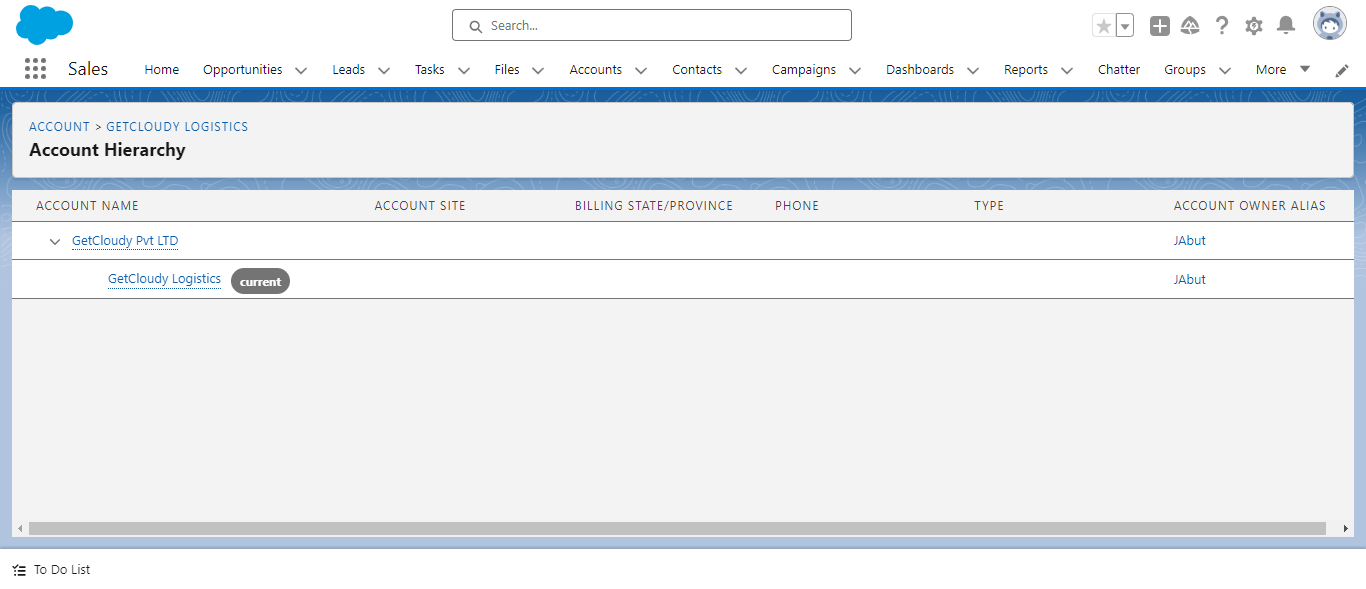 Search...
Sales Home Opportunities Leads Tasks Files Accounts Contacts Campaigns Dashboards Reports Chatter Groups More
ACCOUNT > GETCLOUDY LOGISTICS
Account Hierarchy
ACCOUNT NAME ACCOUNT SITE BILLING STATE/PROVINCE PHONE TYPE ACCOUNT OWNER ALIAS
GetCloudy Pvt LTD JAbut
GetCloudy Logistics current JAbut
To Do List